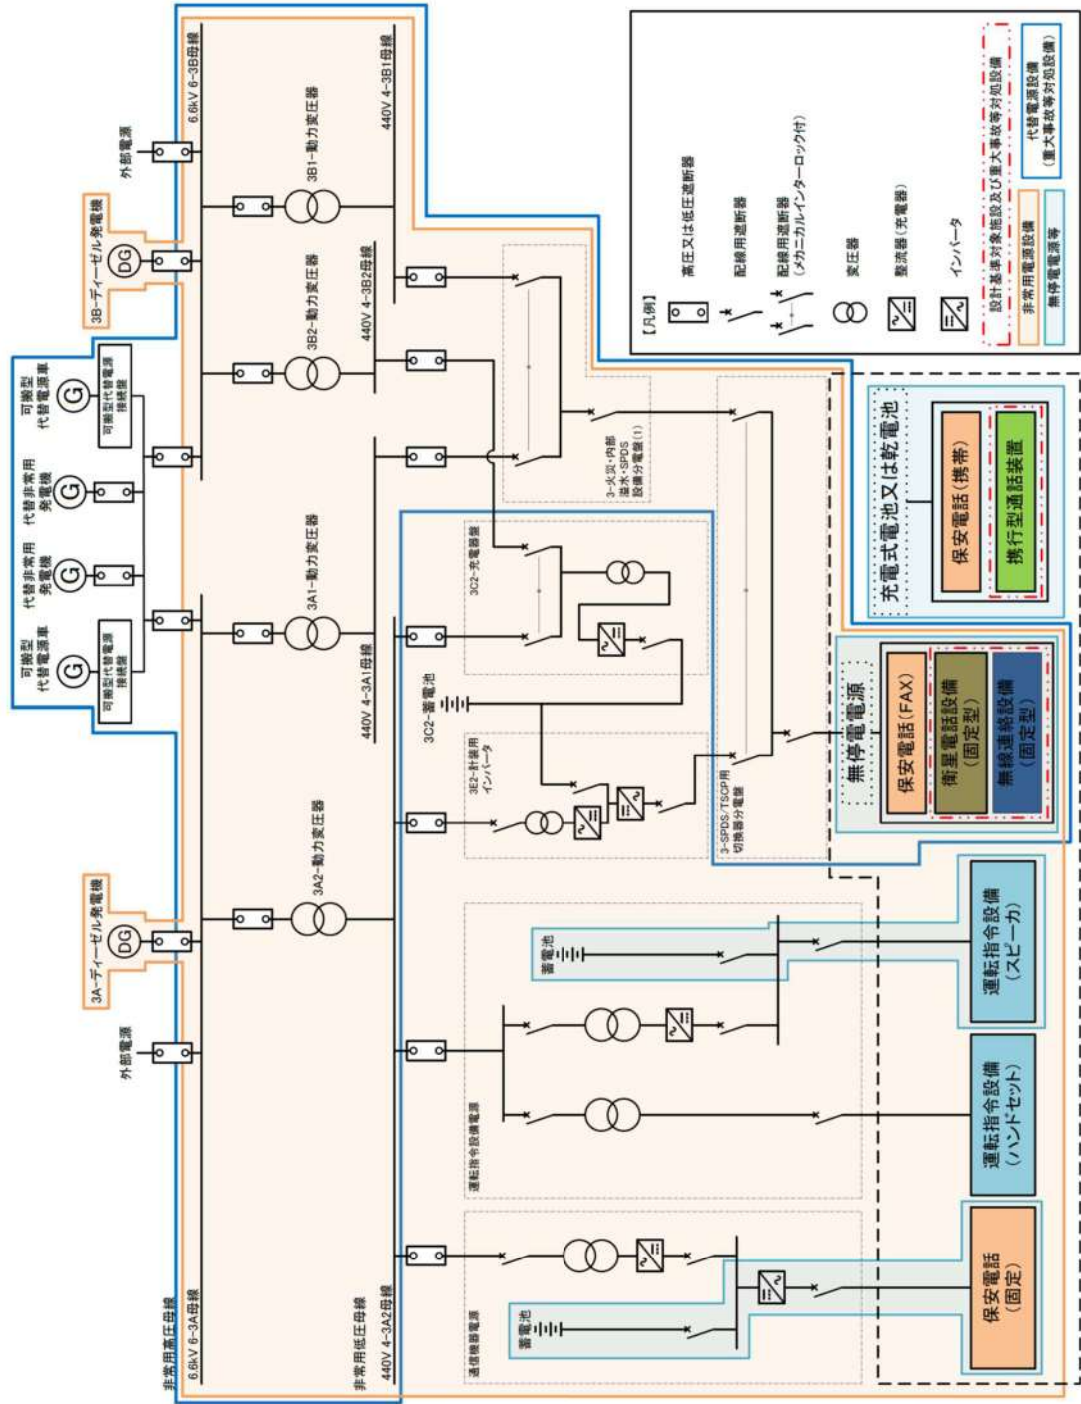 外部電源
3A-ディーゼル発電機
DG
可搬型
代替電源車
G
可搬型代替電源
接続盤
代替非常用
発電機
G
代替非常用
発電機
G
可搬型
代替電源車
G
可搬型代替電源
接続盤
3B-ディーゼル発電機
DG
外部電源
非常用高圧母線
6.6kV 6-3A母線
6.6kV 6-3B母線
3A2-動力変圧器
3A1-動力変圧器
3B2-動力変圧器
3B1-動力変圧器
非常用低圧母線
440V 4-3A2母線
440V 4-3A1母線
440V 4-3B2母線
440V 4-3B1母線
通信機器電源
蓄電池
運転指令設備電源
蓄電池
3E2-計装用
インバータ
3C2-蓄電池
3C2-充電器盤
3-火災・内部
溢水・SPDS
設備分電盤(1)
3-SPDS/TSCP用
切換器分電盤
保安電話
(固定)
運転指令設備
(ハンドセット)
運転指令設備
(スピーカ)
無停電電源
保安電話(FAX)
衛星電話設備
(固定型)
無線連絡設備
(固定型)
充電式電池又は乾電池
保安電話(携帯)
携行型通話装置
【凡例】
高圧又は低圧遮断器
配線用遮断器
配線用遮断器
(メカニカルインターロック付)
変圧器
整流器(充電器)
インバータ
設計基準対象施設及び重大事故等対処設備
非常用電源設備
無停電電源等
代替電源設備
(重大事故等対処設備)